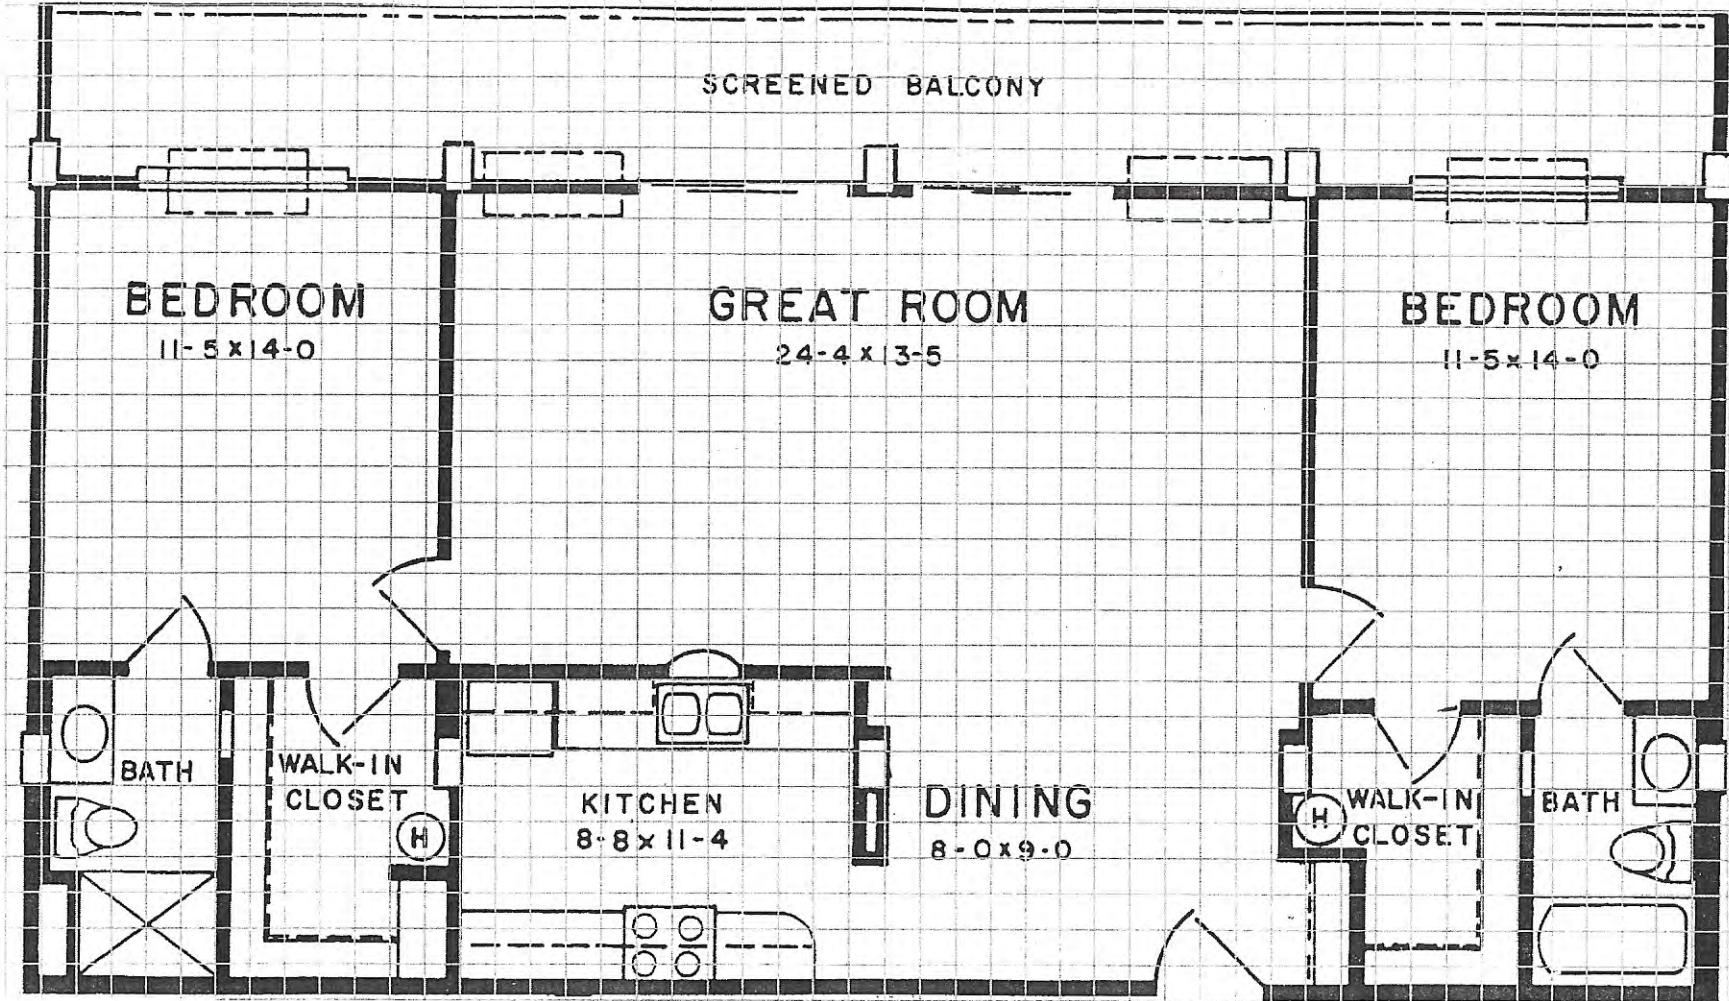 SCREENED BALCONY
BEDROOM
11-5x14-0
GREAT ROOM
24-4x13-5
BEDROOM
11-5x14-0
BATH
WALK-IN
CLOSET
H
KITCHEN
8-8x11-4
DINING
8-0x9-0
H
WALK-IN
CLOSET
BATH